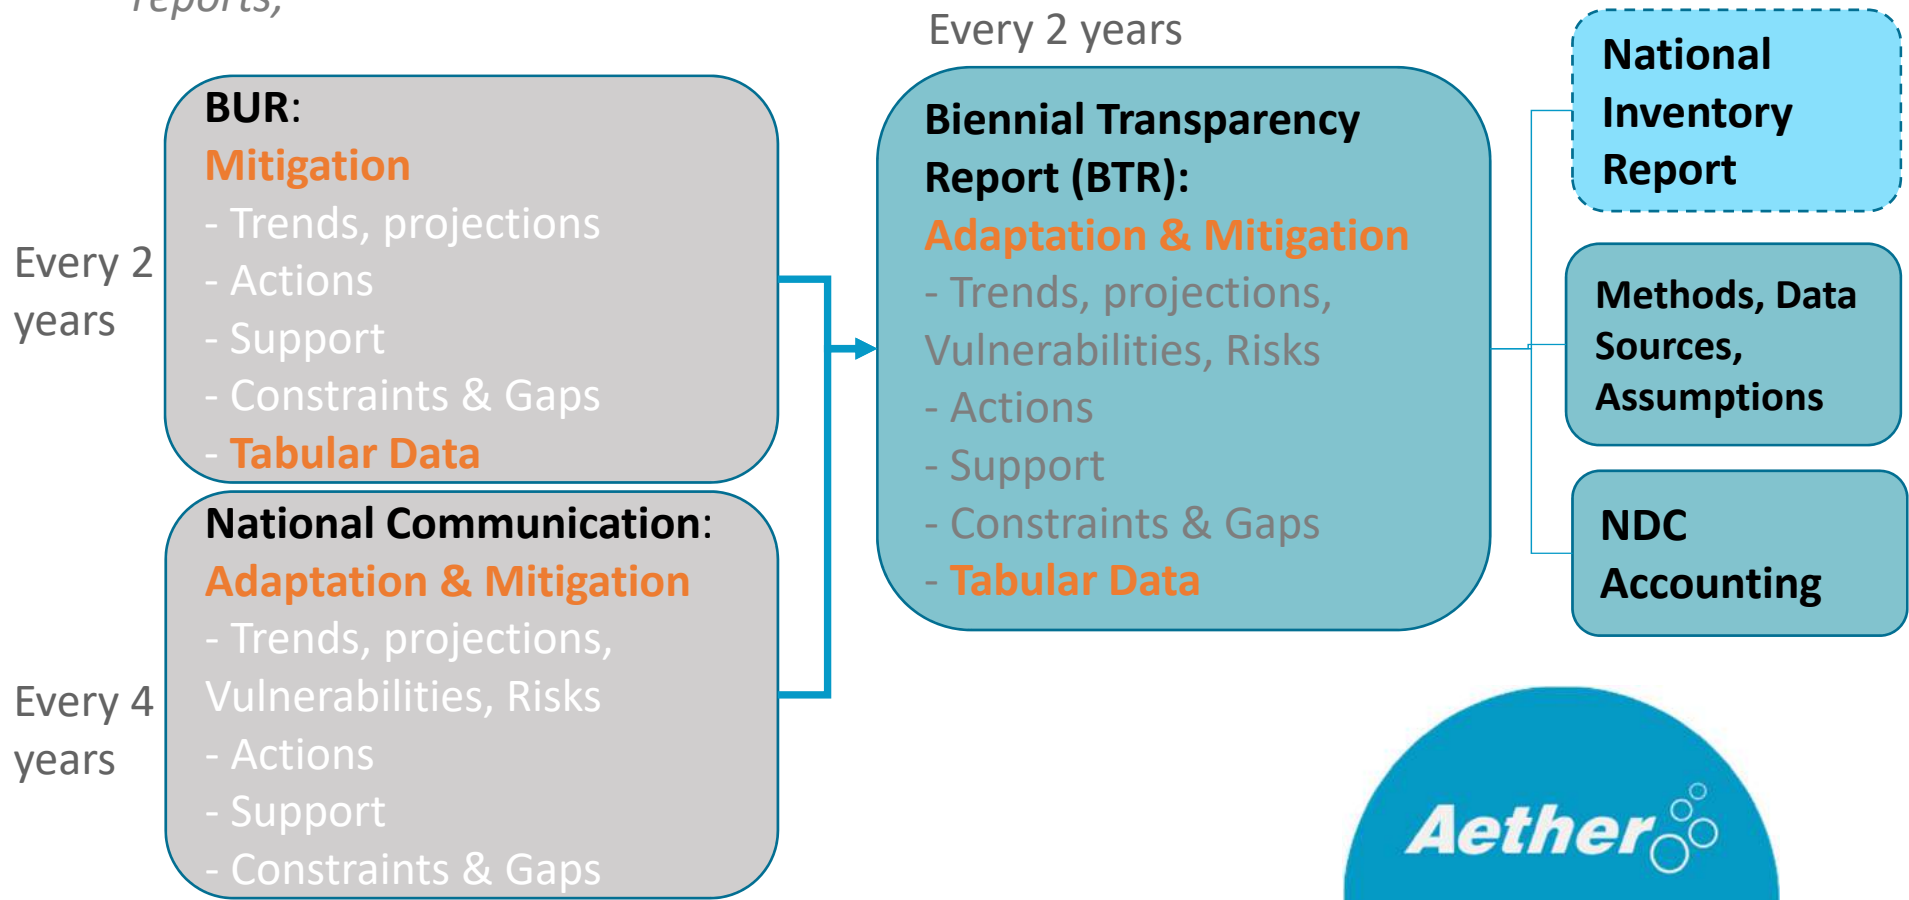 reports,
Every 2 years
BUR:
Mitigation
- Trends, projections
- Actions
- Support
- Constraints & Gaps
- Tabular Data
Every 2
years
National Communication:
Adaptation & Mitigation
- Trends, projections,
Vulnerabilities, Risks
- Actions
- Support
- Constraints & Gaps
Every 4
years
Biennial Transparency
Report (BTR):
Adaptation & Mitigation
- Trends, projections,
Vulnerabilities, Risks
- Actions
- Support
- Constraints & Gaps
- Tabular Data
National
Inventory
Report
Methods, Data
Sources,
Assumptions
NDC
Accounting
Aether